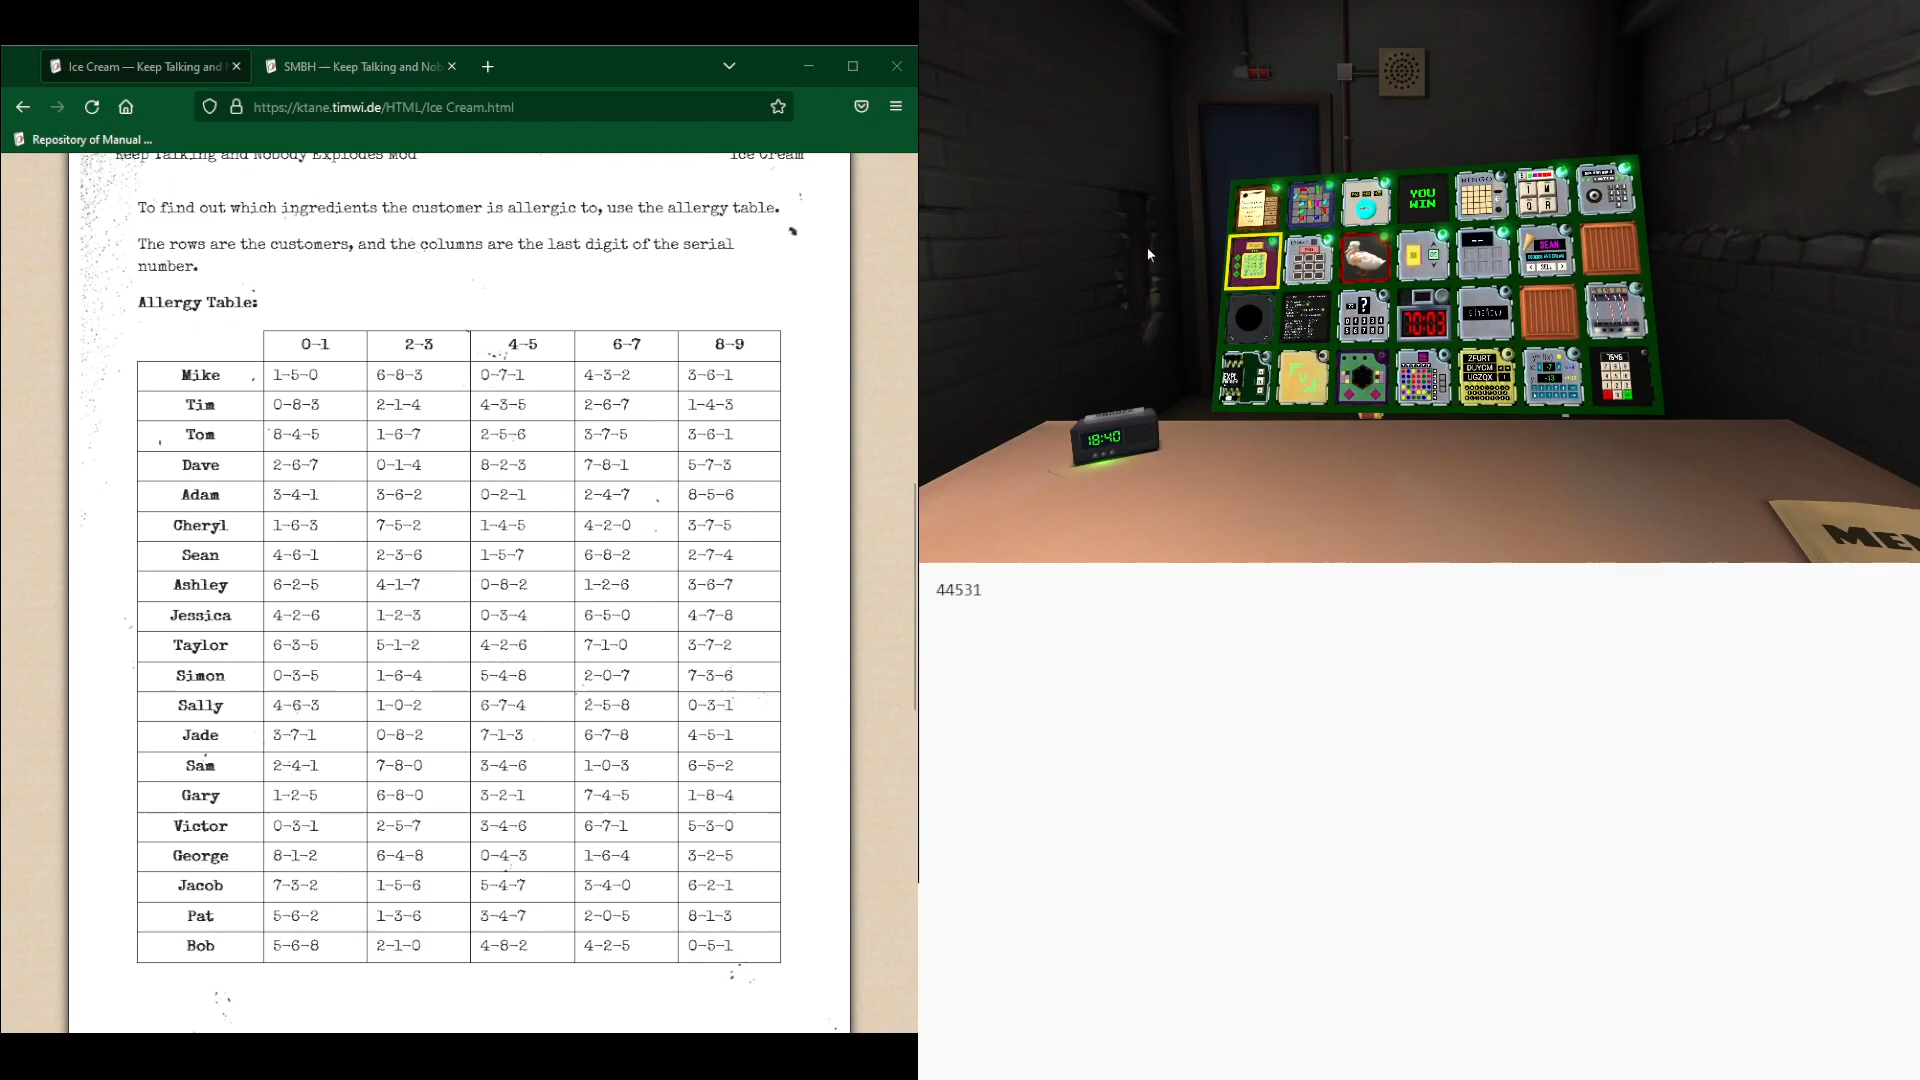 Ice Cream — Keep Talking and
SMBH — Keep Talking and Nob
https://ktane.timwi.de/HTML/Ice Cream.html
Repository of Manual ...
Keep Talking and Nobody Explodes Mod
Ice Cream
To find out which ingredients the customer is allergic to, use the allergy table.
The rows are the customers, and the columns are the last digit of the serial
number.
Allergy Table:
0-1 2-3 4-5 6-7 8-9
Mike 1-5-0 6-8-3 0-7-1 4-3-2 3-6-1
Tim 0-8-3 2-1-4 4-3-5 2-6-7 1-4-3
Tom 8-4-5 1-6-7 2-5-6 3-7-5 3-6-1
Dave 2-6-7 0-1-4 8-2-3 7-8-1 5-7-3
Adam 3-4-1 3-6-2 0-2-1 2-4-7 8-5-6
Cheryl 1-6-3 7-5-2 1-4-5 4-2-0 3-7-5
Sean 4-6-1 2-3-6 1-5-7 6-8-2 2-7-4
Ashley 6-2-5 4-1-7 0-8-2 1-2-6 3-6-7
Jessica 4-2-6 1-2-3 0-3-4 6-5-0 4-7-8
Taylor 6-3-5 5-1-2 4-2-6 7-1-0 3-7-2
Simon 0-3-5 1-6-4 5-4-8 2-0-7 7-3-6
Sally 4-6-3 1-0-2 6-7-4 2-5-8 0-3-1
Jade 3-7-1 0-8-2 7-1-3 6-7-8 4-5-1
Sam 2-4-1 7-8-0 3-4-6 1-0-3 6-5-2
Gary 1-2-5 6-8-0 3-2-1 7-4-5 1-8-4
Victor 0-3-1 2-5-7 3-4-6 6-7-1 5-3-0
George 8-1-2 6-4-8 0-4-3 1-6-4 3-2-5
Jacob 7-3-2 1-5-6 5-4-7 3-4-0 6-2-1
Pat 5-6-2 1-3-6 3-4-7 2-0-5 8-1-3
Bob 5-6-8 2-1-0 4-8-2 4-2-5 0-5-1
YOU
WIN
BINGO
T M
Q R
SEAN
SELL
?
70:03
ZFURT
DUYCM
UGZQX
-7
-13
7646
18:40
44531